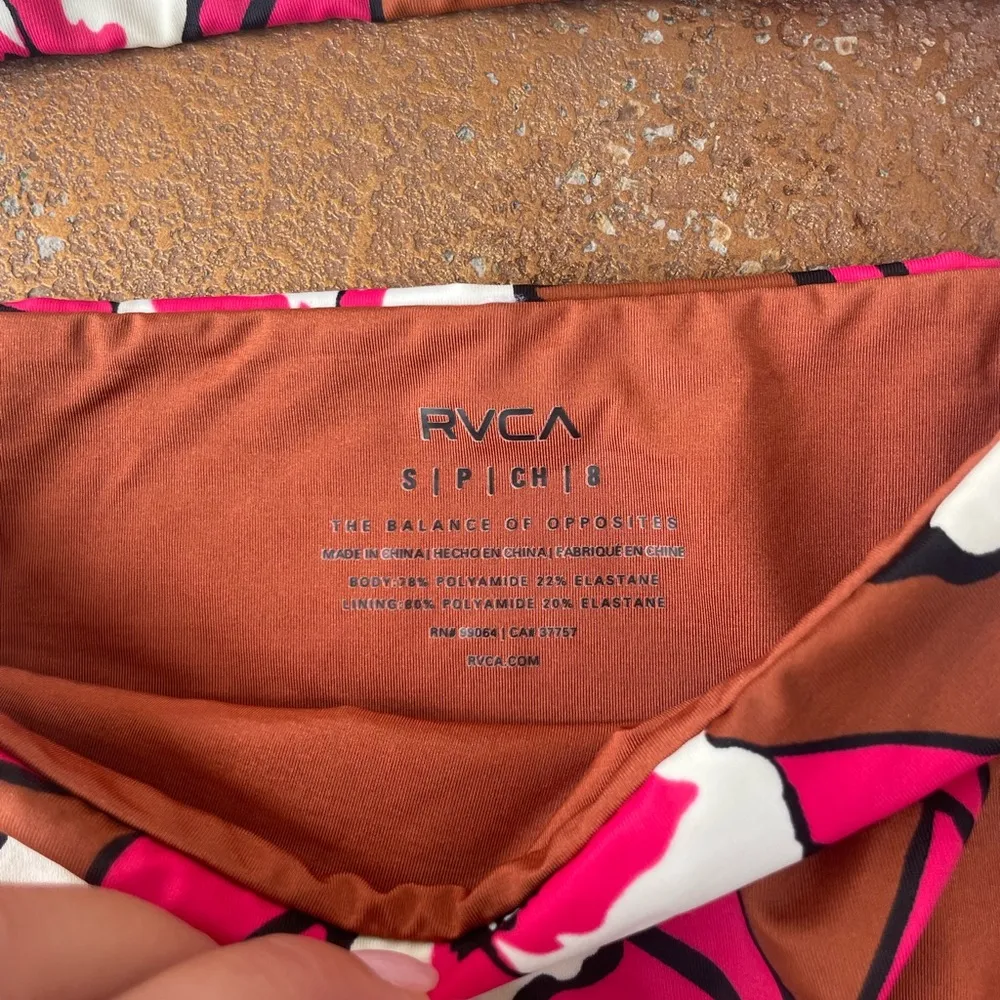 RVCA
S | P | CH | 8
THE BALANCE OF OPPOSITES
MADE IN CHINA | HECHO EN CHINA | FABRIQUÉ EN CHINE
BODY: 78% POLYAMIDE 22% ELASTANE
LINING: 80% POLYAMIDE 20% ELASTANE
RN# 99064 | CA# 37757
RVCA.COM